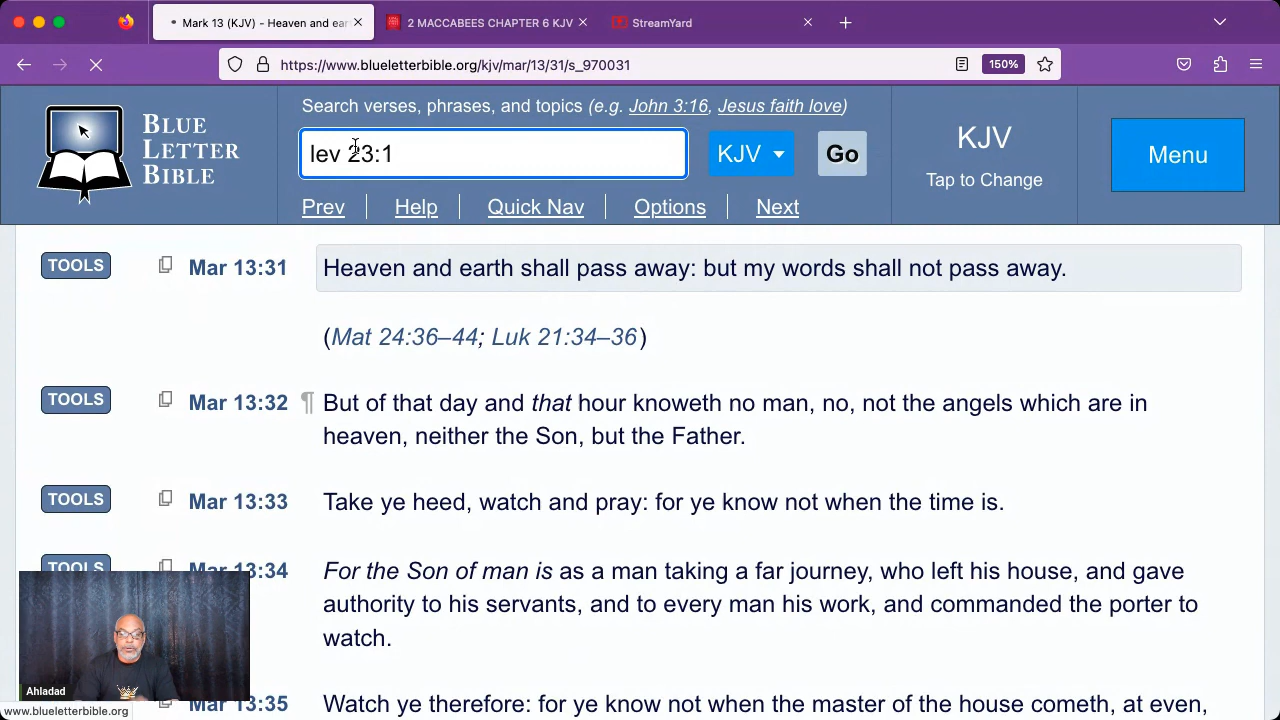 Mark 13 (KJV) - Heaven and ear
2 MACCABEES CHAPTER 6 KJV
StreamYard
https://www.blueletterbible.org/kjv/mar/13/31/s_970031
150%
BLUE
LETTER
BIBLE
Search verses, phrases, and topics (e.g. John 3:16, Jesus faith love)
lev 23:1
KJV
Go
Prev
Help
Quick Nav
Options
Next
KJV
Tap to Change
Menu
TOOLS Mar 13:31 Heaven and earth shall pass away: but my words shall not pass away.
(Mat 24:36–44; Luk 21:34–36)
TOOLS Mar 13:32 ¶ But of that day and that hour knoweth no man, no, not the angels which are in
heaven, neither the Son, but the Father.
TOOLS Mar 13:33 Take ye heed, watch and pray: for ye know not when the time is.
TOOLS Mar 13:34 For the Son of man is as a man taking a far journey, who left his house, and gave
authority to his servants, and to every man his work, and commanded the porter to
watch.
Mar 13:35 Watch ye therefore: for ye know not when the master of the house cometh, at even,
Ahladad
www.blueletterbible.org